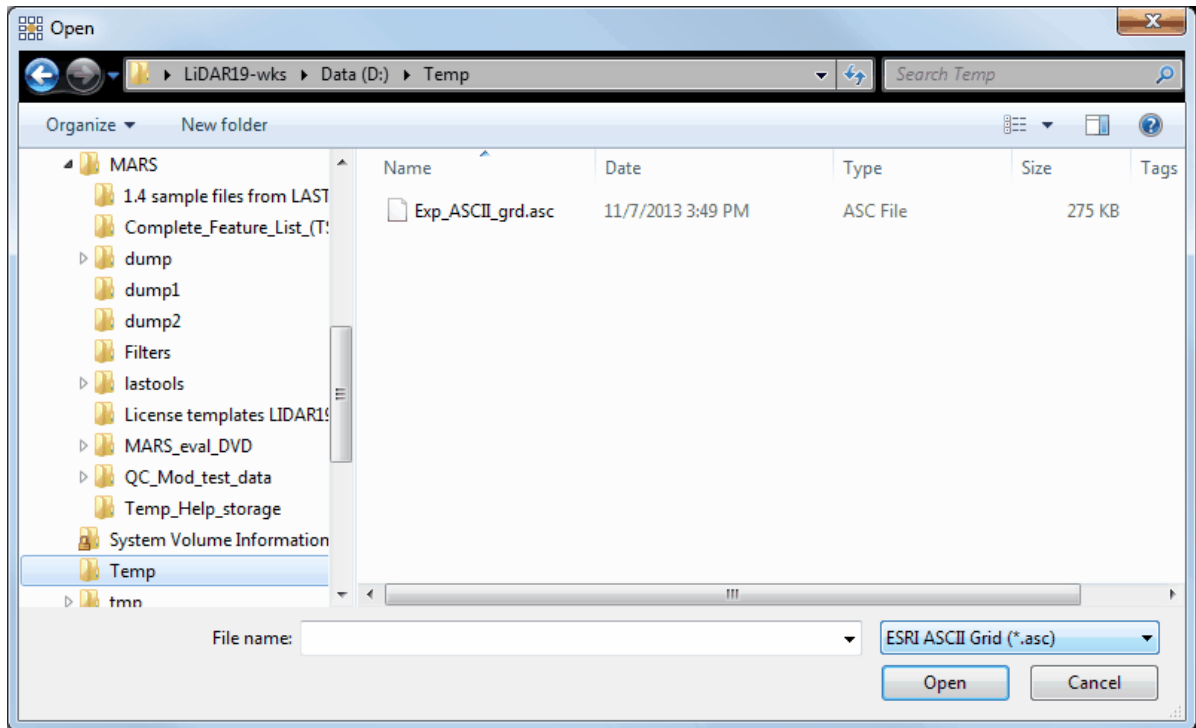 Open
LiDAR19-wks Data (D:) Temp Search Temp
Organize New folder
Name Date Type Size Tags
Exp_ASCII_grd.asc 11/7/2013 3:49 PM ASC File 275 KB
MARS
1.4 sample files from LAST
Complete_Feature_List_(TS
dump
dump1
dump2
Filters
lastools
License templates LIDAR19
MARS_eval_DVD
QC_Mod_test_data
Temp_Help_storage
System Volume Information
Temp
tmp
File name: ESRI ASCII Grid (*.asc)
Open Cancel